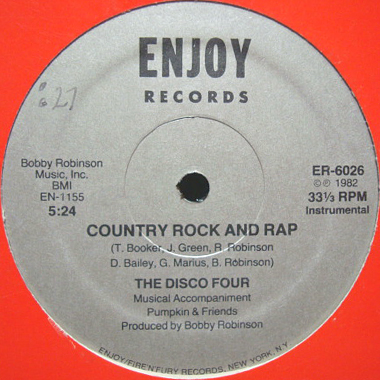 ENJOY
RECORDS
:27
Bobby Robinson
Music, Inc.
BMI
EN-1155
5:24
ER-6026
℗© 1982
33⅓ RPM
Instrumental
COUNTRY ROCK AND RAP
(T. Booker, J. Green, R. Robinson
D. Bailey, G. Marius, B. Robinson)
THE DISCO FOUR
Musical Accompaniment
Pumpkin & Friends
Produced by Bobby Robinson
ENJOY/FIRE'N'FURY RECORDS, NEW YORK, N.Y.